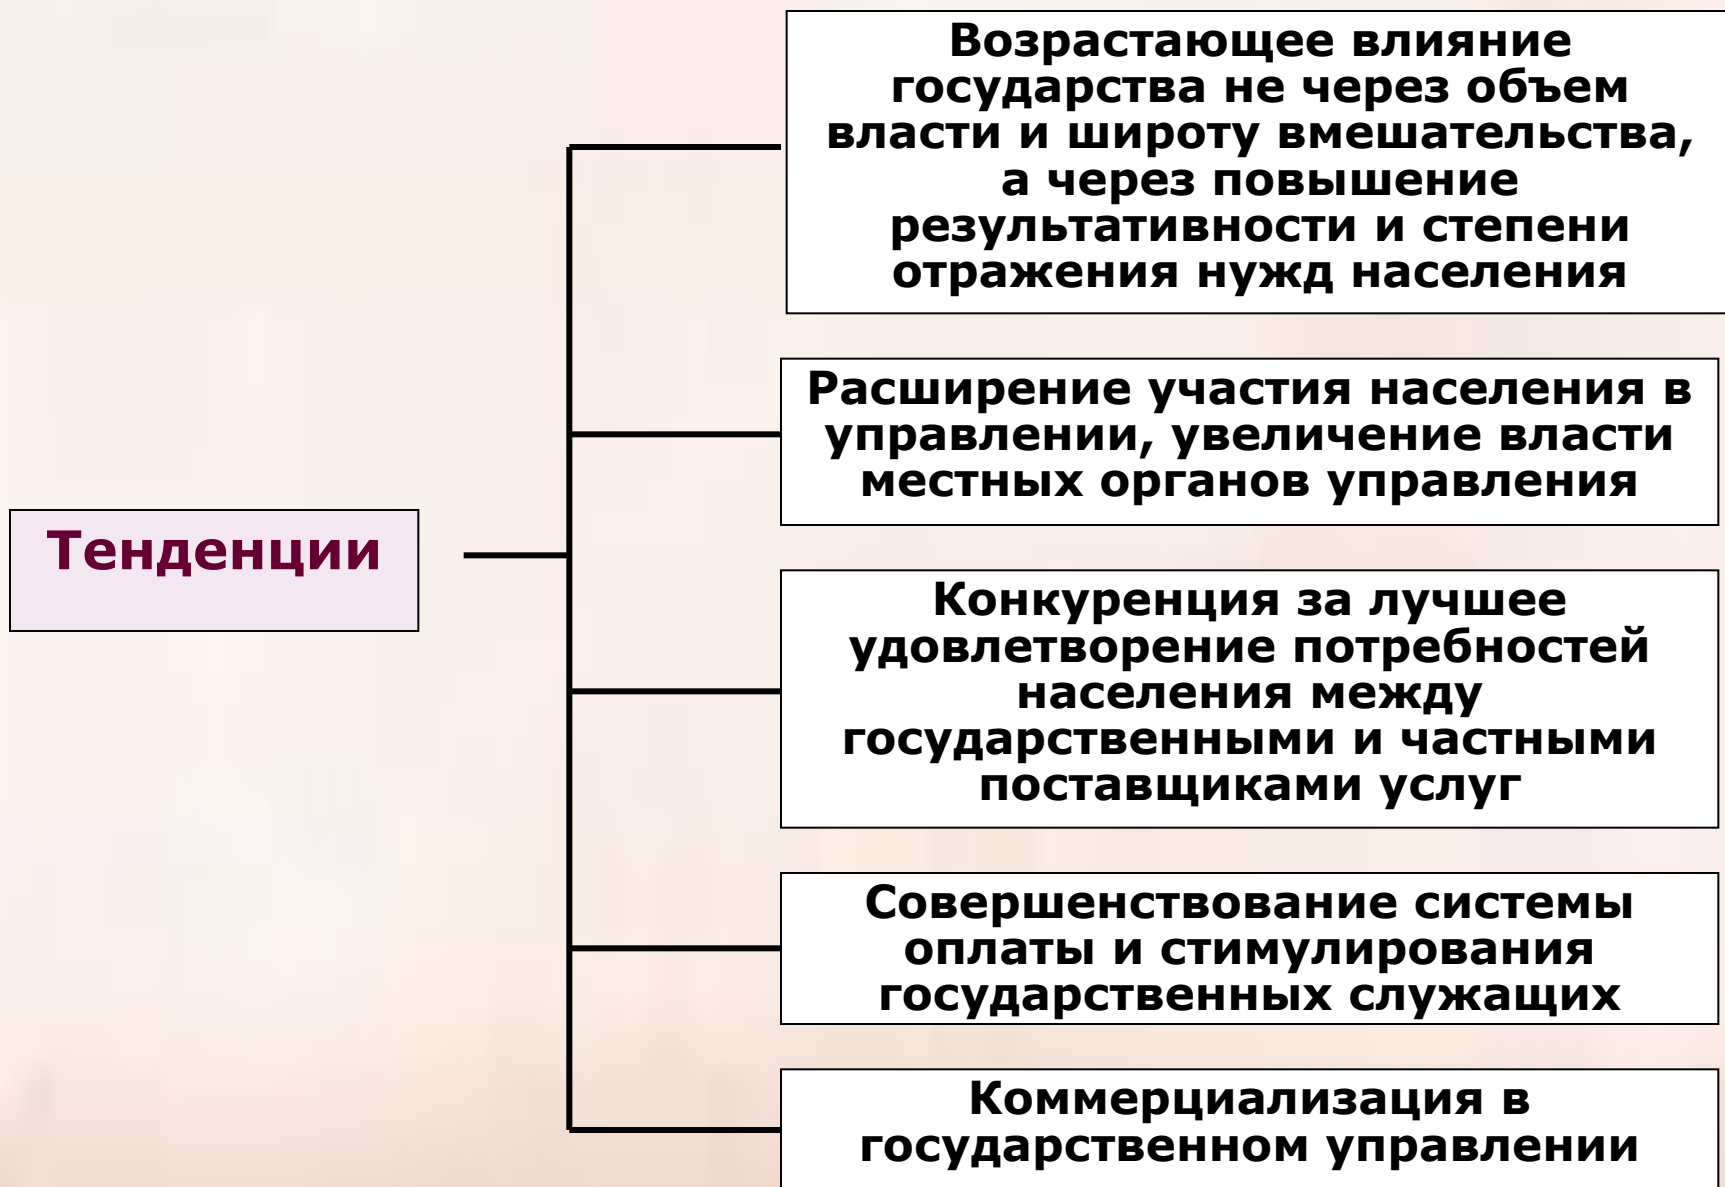 Тенденции
Возрастающее влияние
государства не через объем
власти и широту вмешательства,
а через повышение
результативности и степени
отражения нужд населения
Расширение участия населения в
управлении, увеличение власти
местных органов управления
Конкуренция за лучшее
удовлетворение потребностей
населения между
государственными и частными
поставщиками услуг
Совершенствование системы
оплаты и стимулирования
государственных служащих
Коммерциализация в
государственном управлении